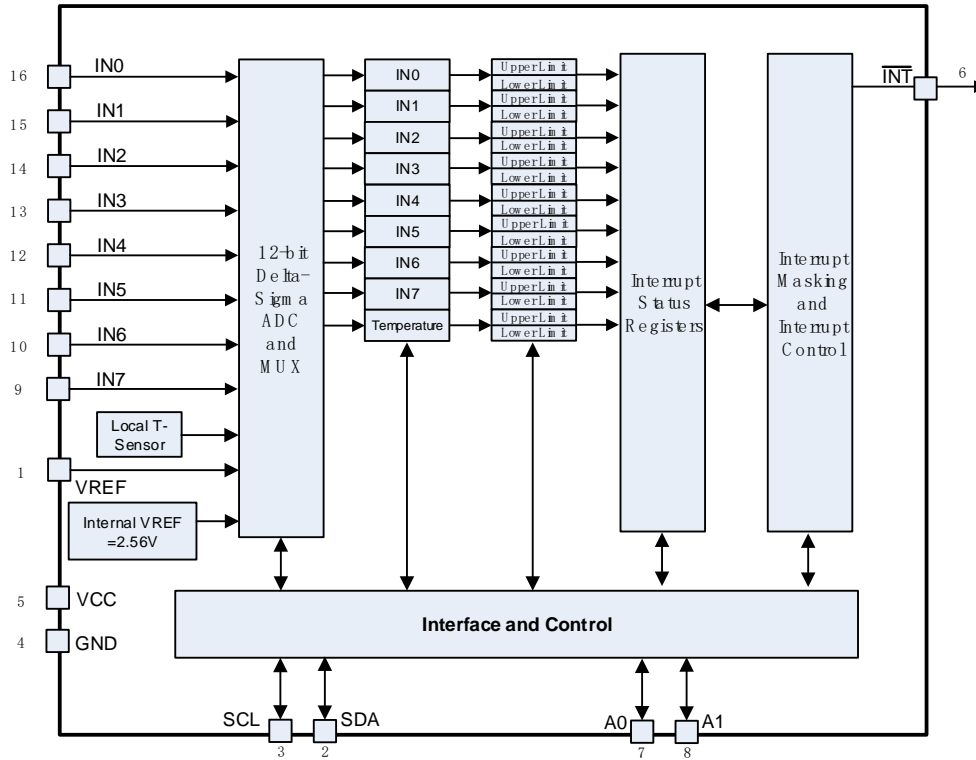 16
IN0
15
IN1
14
IN2
13
IN3
12
IN4
11
IN5
10
IN6
9
IN7
Local T-
Sensor
1
VREF
Internal VREF
=2.56V
5
VCC
4
GND
12-bit
Delta-
Sigma
ADC
and
MUX
IN0
IN1
IN2
IN3
IN4
IN5
IN6
IN7
Temperature
UpperLimit
LowerLimit
UpperLimit
LowerLimit
UpperLimit
LowerLimit
UpperLimit
LowerLimit
UpperLimit
LowerLimit
UpperLimit
LowerLimit
UpperLimit
LowerLimit
UpperLimit
LowerLimit
UpperLimit
LowerLimit
Interrupt
Status
Registers
Interrupt
Masking
and
Interrupt
Control
INT
6
Interface and Control
SCL
3
SDA
2
A0
7
A1
8